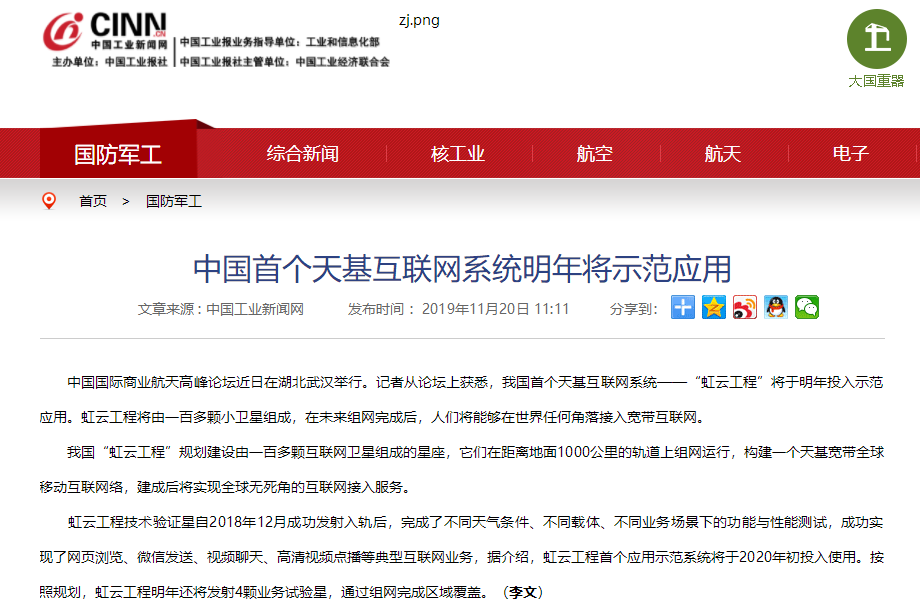 CINN.CN
中国工业新闻网
中国工业报业务指导单位：工业和信息化部
主办单位：中国工业报社
中国工业报社主管单位：中国工业经济联合会
zj.png
大国重器
国防军工
综合新闻
核工业
航空
航天
电子
首页 > 国防军工
中国首个天基互联网系统明年将示范应用
文章来源：中国工业新闻网 发布时间： 2019年11月20日 11:11 分享到：
中国国际商业航天高峰论坛近日在湖北武汉举行。记者从论坛上获悉，我国首个天基互联网系统——“虹云工程”将于明年投入示范
应用。虹云工程将由一百多颗小卫星组成，在未来组网完成后，人们将能够在世界任何角落接入宽带互联网。
我国“虹云工程”规划建设由一百多颗互联网卫星组成的星座，它们在距离地面1000公里的轨道上组网运行，构建一个天基宽带全球
移动互联网络，建成后将实现全球无死角的互联网接入服务。
虹云工程技术验证星自2018年12月成功发射入轨后，完成了不同天气条件、不同载体、不同业务场景下的功能与性能测试，成功实
现了网页浏览、微信发送、视频聊天、高清视频点播等典型互联网业务，据介绍，虹云工程首个应用示范系统将于2020年初投入使用。按
照规划，虹云工程明年还将发射4颗业务试验星，通过组网完成区域覆盖。（李文）